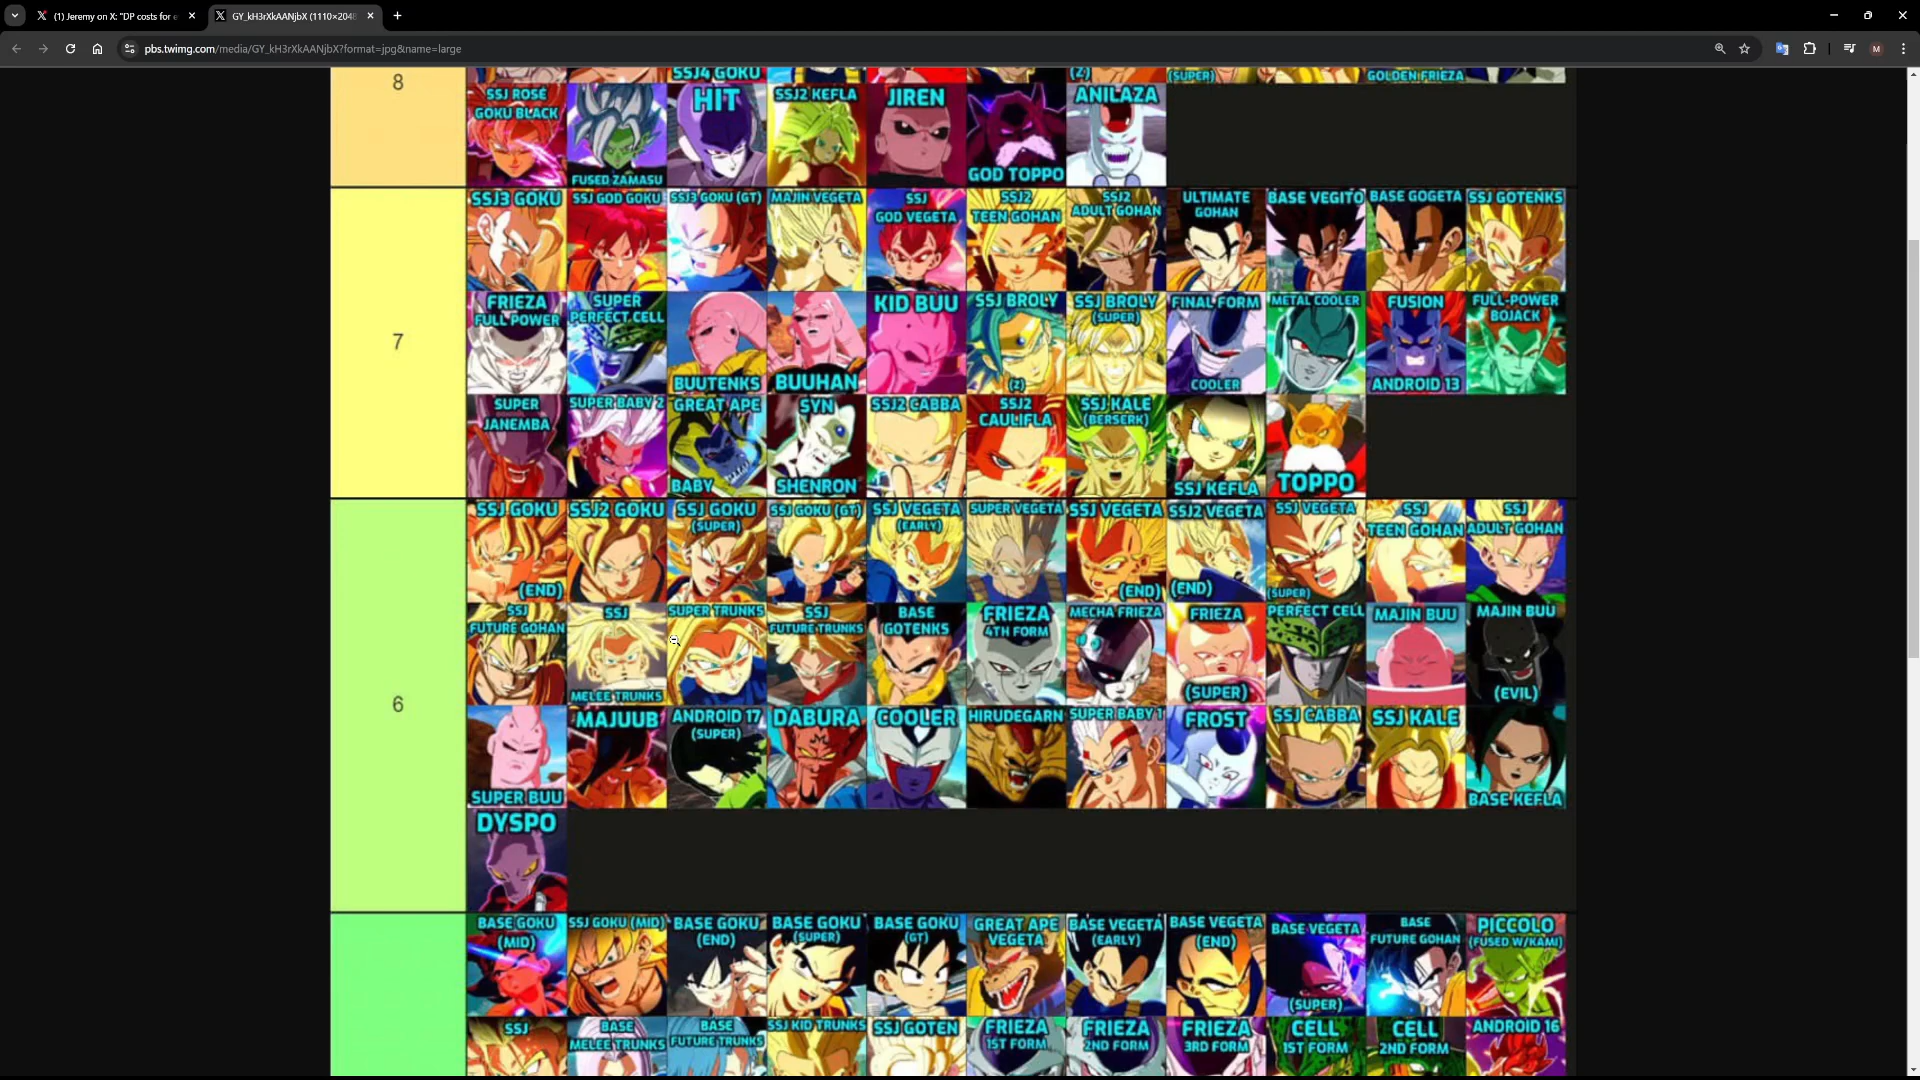 (1) Jeremy on X: "DP costs for e
GY_kH3rXkAANjbX (1110×2048
pbs.twimg.com/media/GY_kH3rXkAANjbX?format=jpg&name=large
M
8
SSJ4 GOKU
(Z)
(SUPER)
GOLDEN FRIEZA
SSJ ROSÉ
GOKU BLACK
FUSED ZAMASU
HIT
SSJ2 KEFLA
JIREN
GOD TOPPO
ANILAZA
7
SSJ3 GOKU
SSJ GOD GOKU
SSJ3 GOKU (GT)
MAJIN VEGETA
SSJ
GOD VEGETA
SSJ2
TEEN GOHAN
SSJ2
ADULT GOHAN
ULTIMATE
GOHAN
BASE VEGITO
BASE GOGETA
SSJ GOTENKS
FRIEZA
FULL POWER
SUPER
PERFECT CELL
BUUTENKS
BUUHAN
KID BUU
SSJ BROLY
(Z)
SSJ BROLY
(SUPER)
FINAL FORM
COOLER
METAL COOLER
FUSION
ANDROID 13
FULL-POWER
BOJACK
SUPER
JANEMBA
SUPER BABY 2
GREAT APE
BABY
SYN
SHENRON
SSJ2 CABBA
SSJ2
CAULIFLA
SSJ KALE
(BERSERK)
SSJ KEFLA
TOPPO
6
SSJ GOKU
(END)
SSJ2 GOKU
SSJ GOKU
(SUPER)
SSJ GOKU (GT)
SSJ VEGETA
(EARLY)
SUPER VEGETA
SSJ VEGETA
(END)
SSJ2 VEGETA
(END)
SSJ VEGETA
(SUPER)
SSJ
TEEN GOHAN
SSJ
ADULT GOHAN
SSJ
FUTURE GOHAN
SSJ
MELEE TRUNKS
SUPER TRUNKS
SSJ
FUTURE TRUNKS
BASE
GOTENKS
FRIEZA
4TH FORM
MECHA FRIEZA
FRIEZA
(SUPER)
PERFECT CELL
MAJIN BUU
MAJIN BUU
(EVIL)
SUPER BUU
MAJUUB
ANDROID 17
(SUPER)
DABURA
COOLER
HIRUDEGARN
SUPER BABY 1
FROST
SSJ CABBA
SSJ KALE
BASE KEFLA
DYSPO
BASE GOKU
(MID)
SSJ GOKU (MID)
BASE GOKU
(END)
BASE GOKU
(SUPER)
BASE GOKU
(GT)
GREAT APE
VEGETA
BASE VEGETA
(EARLY)
BASE VEGETA
(END)
BASE VEGETA
(SUPER)
BASE
FUTURE GOHAN
PICCOLO
(FUSED W/KAMI)
SSJ
BASE
MELEE TRUNKS
BASE
FUTURE TRUNKS
SSJ KID TRUNKS
SSJ GOTEN
FRIEZA
1ST FORM
FRIEZA
2ND FORM
FRIEZA
3RD FORM
CELL
1ST FORM
CELL
2ND FORM
ANDROID 16